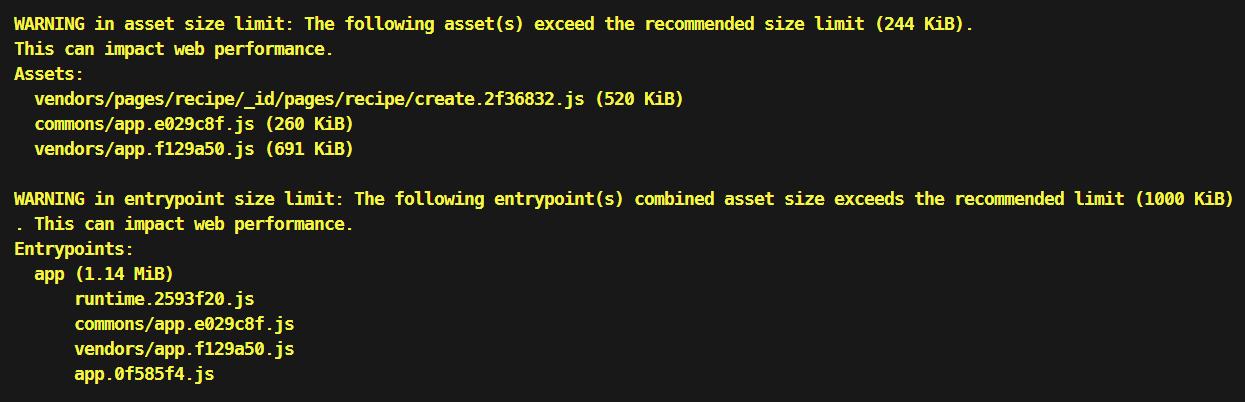 WARNING in asset size limit: The following asset(s) exceed the recommended size limit (244 KiB).
This can impact web performance.
Assets:
  vendors/pages/recipe/_id/pages/recipe/create.2f36832.js (520 KiB)
  commons/app.e029c8f.js (260 KiB)
  vendors/app.f129a50.js (691 KiB)

WARNING in entrypoint size limit: The following entrypoint(s) combined asset size exceeds the recommended limit (1000 KiB)
. This can impact web performance.
Entrypoints:
  app (1.14 MiB)
      runtime.2593f20.js
      commons/app.e029c8f.js
      vendors/app.f129a50.js
      app.0f585f4.js